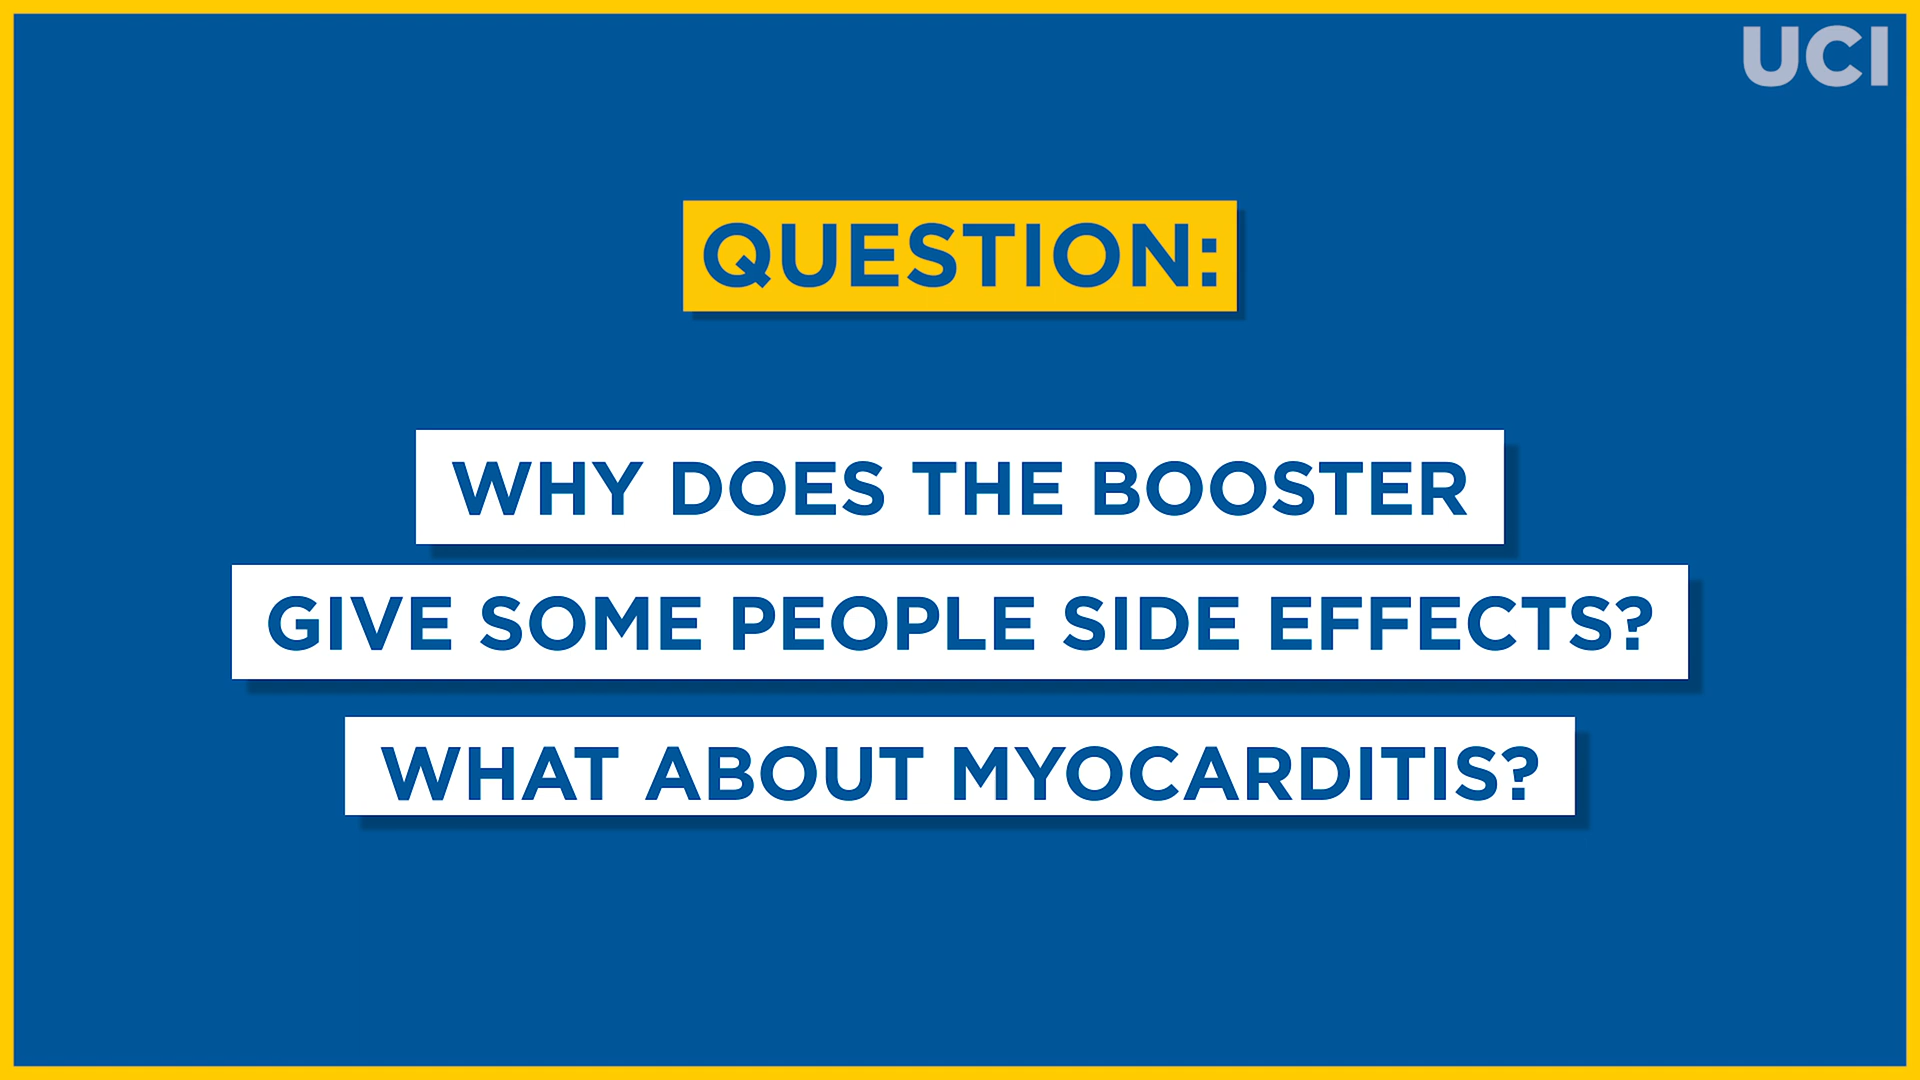 UCI
QUESTION:
WHY DOES THE BOOSTER
GIVE SOME PEOPLE SIDE EFFECTS?
WHAT ABOUT MYOCARDITIS?